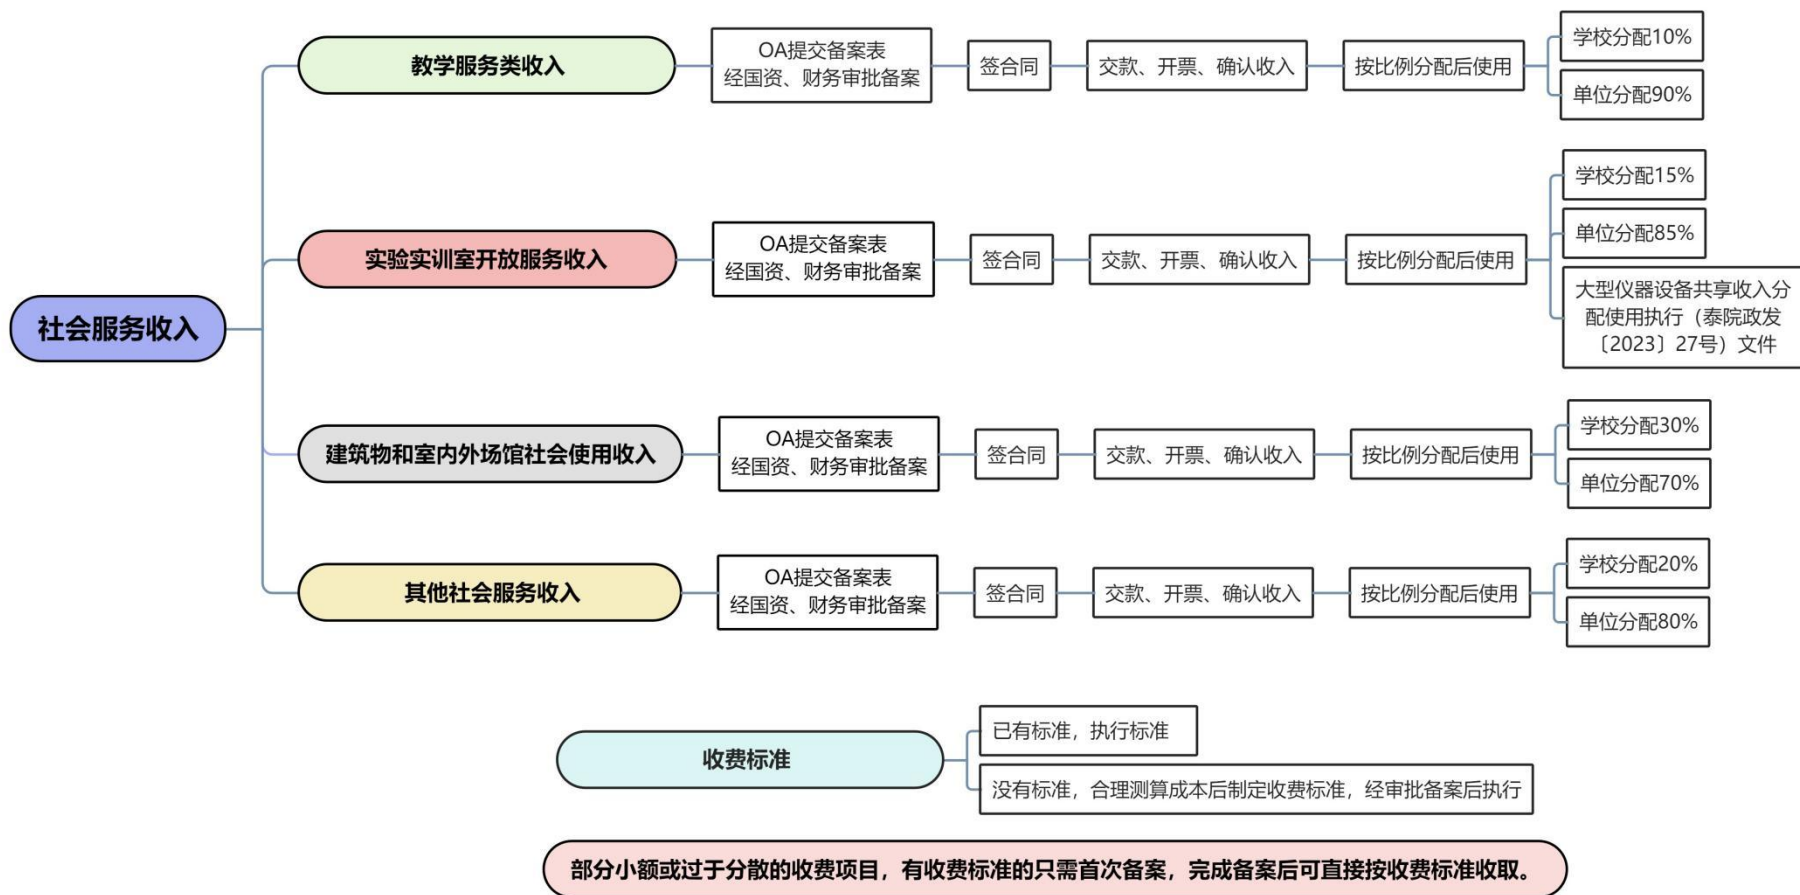 社会服务收入
教学服务类收入
OA提交备案表
经国资、财务审批备案
签合同
交款、开票、确认收入
按比例分配后使用
学校分配10%
单位分配90%
实验实训室开放服务收入
OA提交备案表
经国资、财务审批备案
签合同
交款、开票、确认收入
按比例分配后使用
学校分配15%
单位分配85%
大型仪器设备共享收入分
配使用执行（泰院政发
〔2023〕27号）文件
建筑物和室内外场馆社会使用收入
OA提交备案表
经国资、财务审批备案
签合同
交款、开票、确认收入
按比例分配后使用
学校分配30%
单位分配70%
其他社会服务收入
OA提交备案表
经国资、财务审批备案
签合同
交款、开票、确认收入
按比例分配后使用
学校分配20%
单位分配80%
收费标准
已有标准，执行标准
没有标准，合理测算成本后制定收费标准，经审批备案后执行
部分小额或过于分散的收费项目，有收费标准的只需首次备案，完成备案后可直接按收费标准收取。